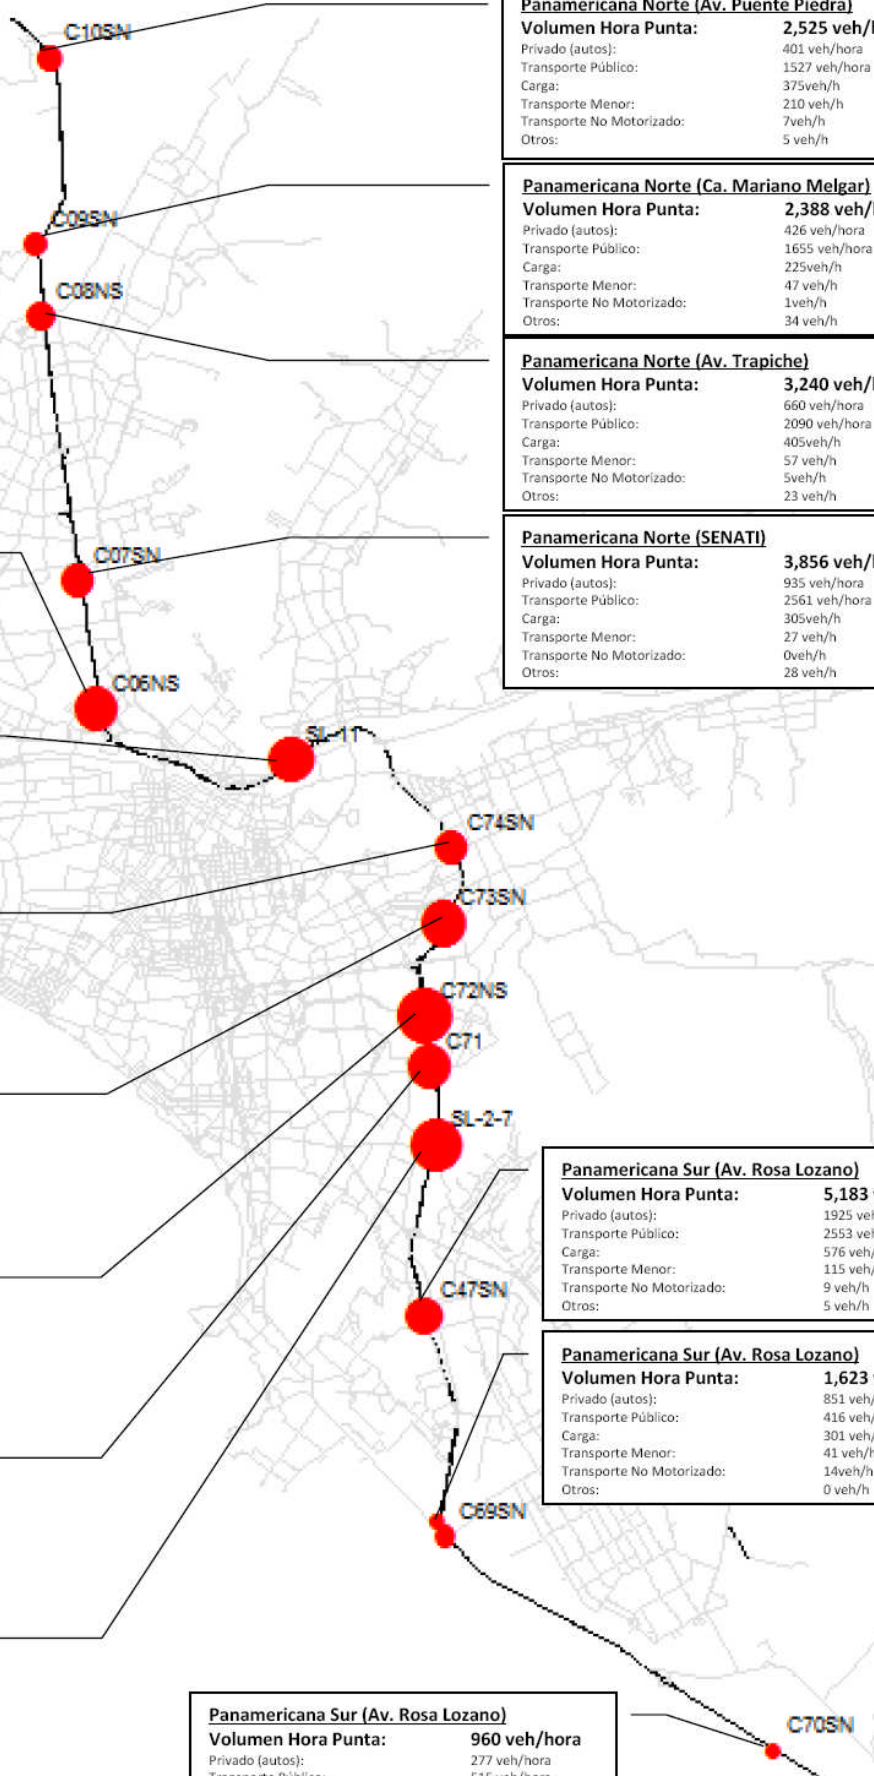 Panamericana Norte (Av. Puente Piedra)
Volumen Hora Punta: 2,525 veh/h
Privado (autos): 401 veh/hora
Transporte Público: 1527 veh/hora
Carga: 375veh/h
Transporte Menor: 210 veh/h
Transporte No Motorizado: 7veh/h
Otros: 5 veh/h
C10SN
Panamericana Norte (Ca. Mariano Melgar)
Volumen Hora Punta: 2,388 veh/h
Privado (autos): 426 veh/hora
Transporte Público: 1655 veh/hora
Carga: 225veh/h
Transporte Menor: 47 veh/h
Transporte No Motorizado: 1veh/h
Otros: 34 veh/h
C09SN
C08NS
Panamericana Norte (Av. Trapiche)
Volumen Hora Punta: 3,240 veh/h
Privado (autos): 660 veh/hora
Transporte Público: 2090 veh/hora
Carga: 405veh/h
Transporte Menor: 57 veh/h
Transporte No Motorizado: 5veh/h
Otros: 23 veh/h
Panamericana Norte (SENATI)
Volumen Hora Punta: 3,856 veh/h
Privado (autos): 935 veh/hora
Transporte Público: 2561 veh/hora
Carga: 305veh/h
Transporte Menor: 27 veh/h
Transporte No Motorizado: 0veh/h
Otros: 28 veh/h
C07SN
C06NS
SL-11
C74SN
C73SN
C72NS
C71
SL-2-7
Panamericana Sur (Av. Rosa Lozano)
Volumen Hora Punta: 5,183
Privado (autos): 1925 veh
Transporte Público: 2553 veh
Carga: 576 veh/
Transporte Menor: 115 veh/
Transporte No Motorizado: 9 veh/h
Otros: 5 veh/h
C47SN
Panamericana Sur (Av. Rosa Lozano)
Volumen Hora Punta: 1,623
Privado (autos): 851 veh/
Transporte Público: 416 veh/
Carga: 301 veh/
Transporte Menor: 41 veh/h
Transporte No Motorizado: 14veh/h
Otros: 0 veh/h
C69SN
Panamericana Sur (Av. Rosa Lozano)
Volumen Hora Punta: 960 veh/hora
Privado (autos): 277 veh/hora
C70SN